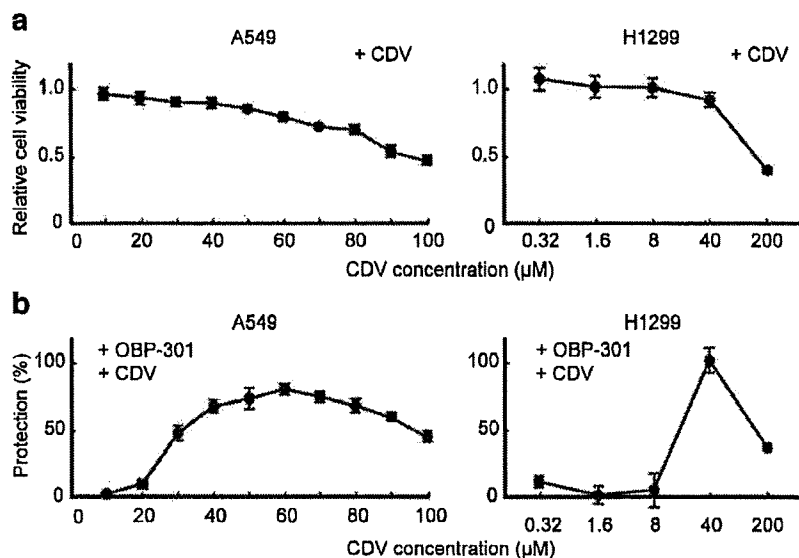 a
A549
H1299
+ CDV
+ CDV
Relative cell viability
1.0
0.5
0
1.0
0.5
0
0 20 40 60 80 100
0.32 1.6 8 40 200
CDV concentration (µM)
b
A549
H1299
+ OBP-301
+ CDV
+ OBP-301
+ CDV
Protection (%)
100
50
0
100
50
0
0 20 40 60 80 100
0.32 1.6 8 40 200
CDV concentration (µM)